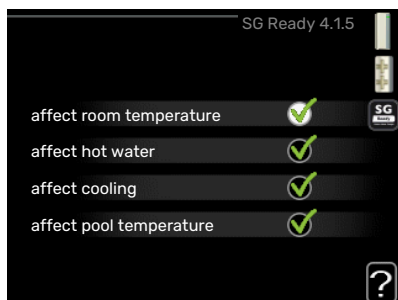 SG Ready 4.1.5
SG
Ready
affect room temperature
affect hot water
affect cooling
affect pool temperature
?